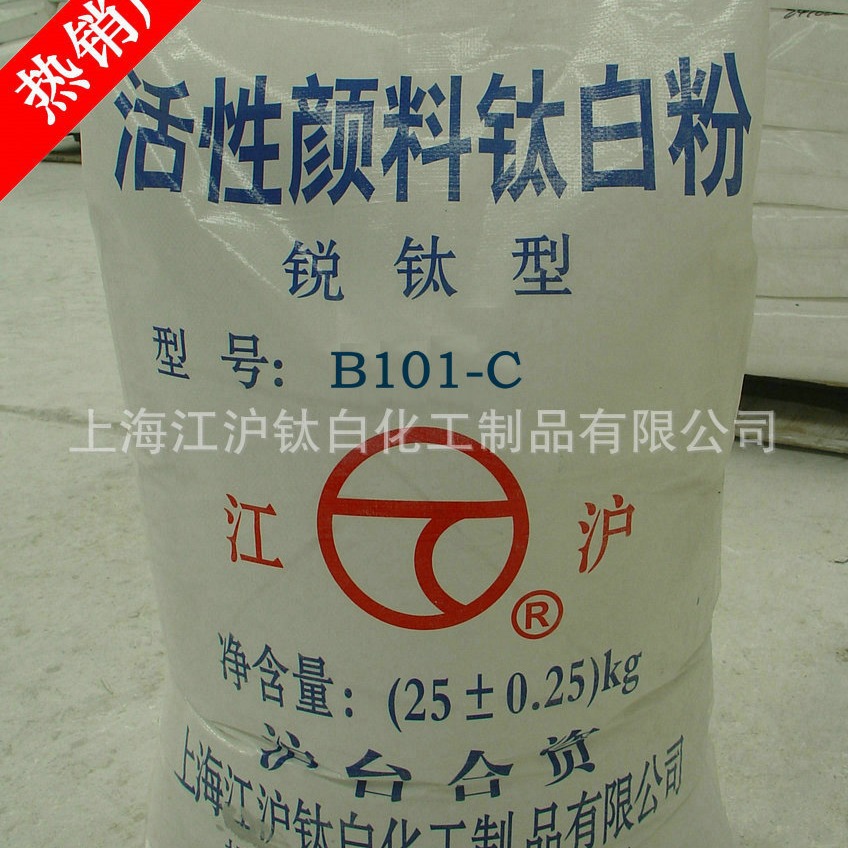 热销
活性颜料钛白粉
锐钛型
型号：B101-C
上海江沪钛白化工制品有限公司
江 沪
®
净含量：(25±0.25)kg
沪台合资
上海江沪钛白化工制品有限公司